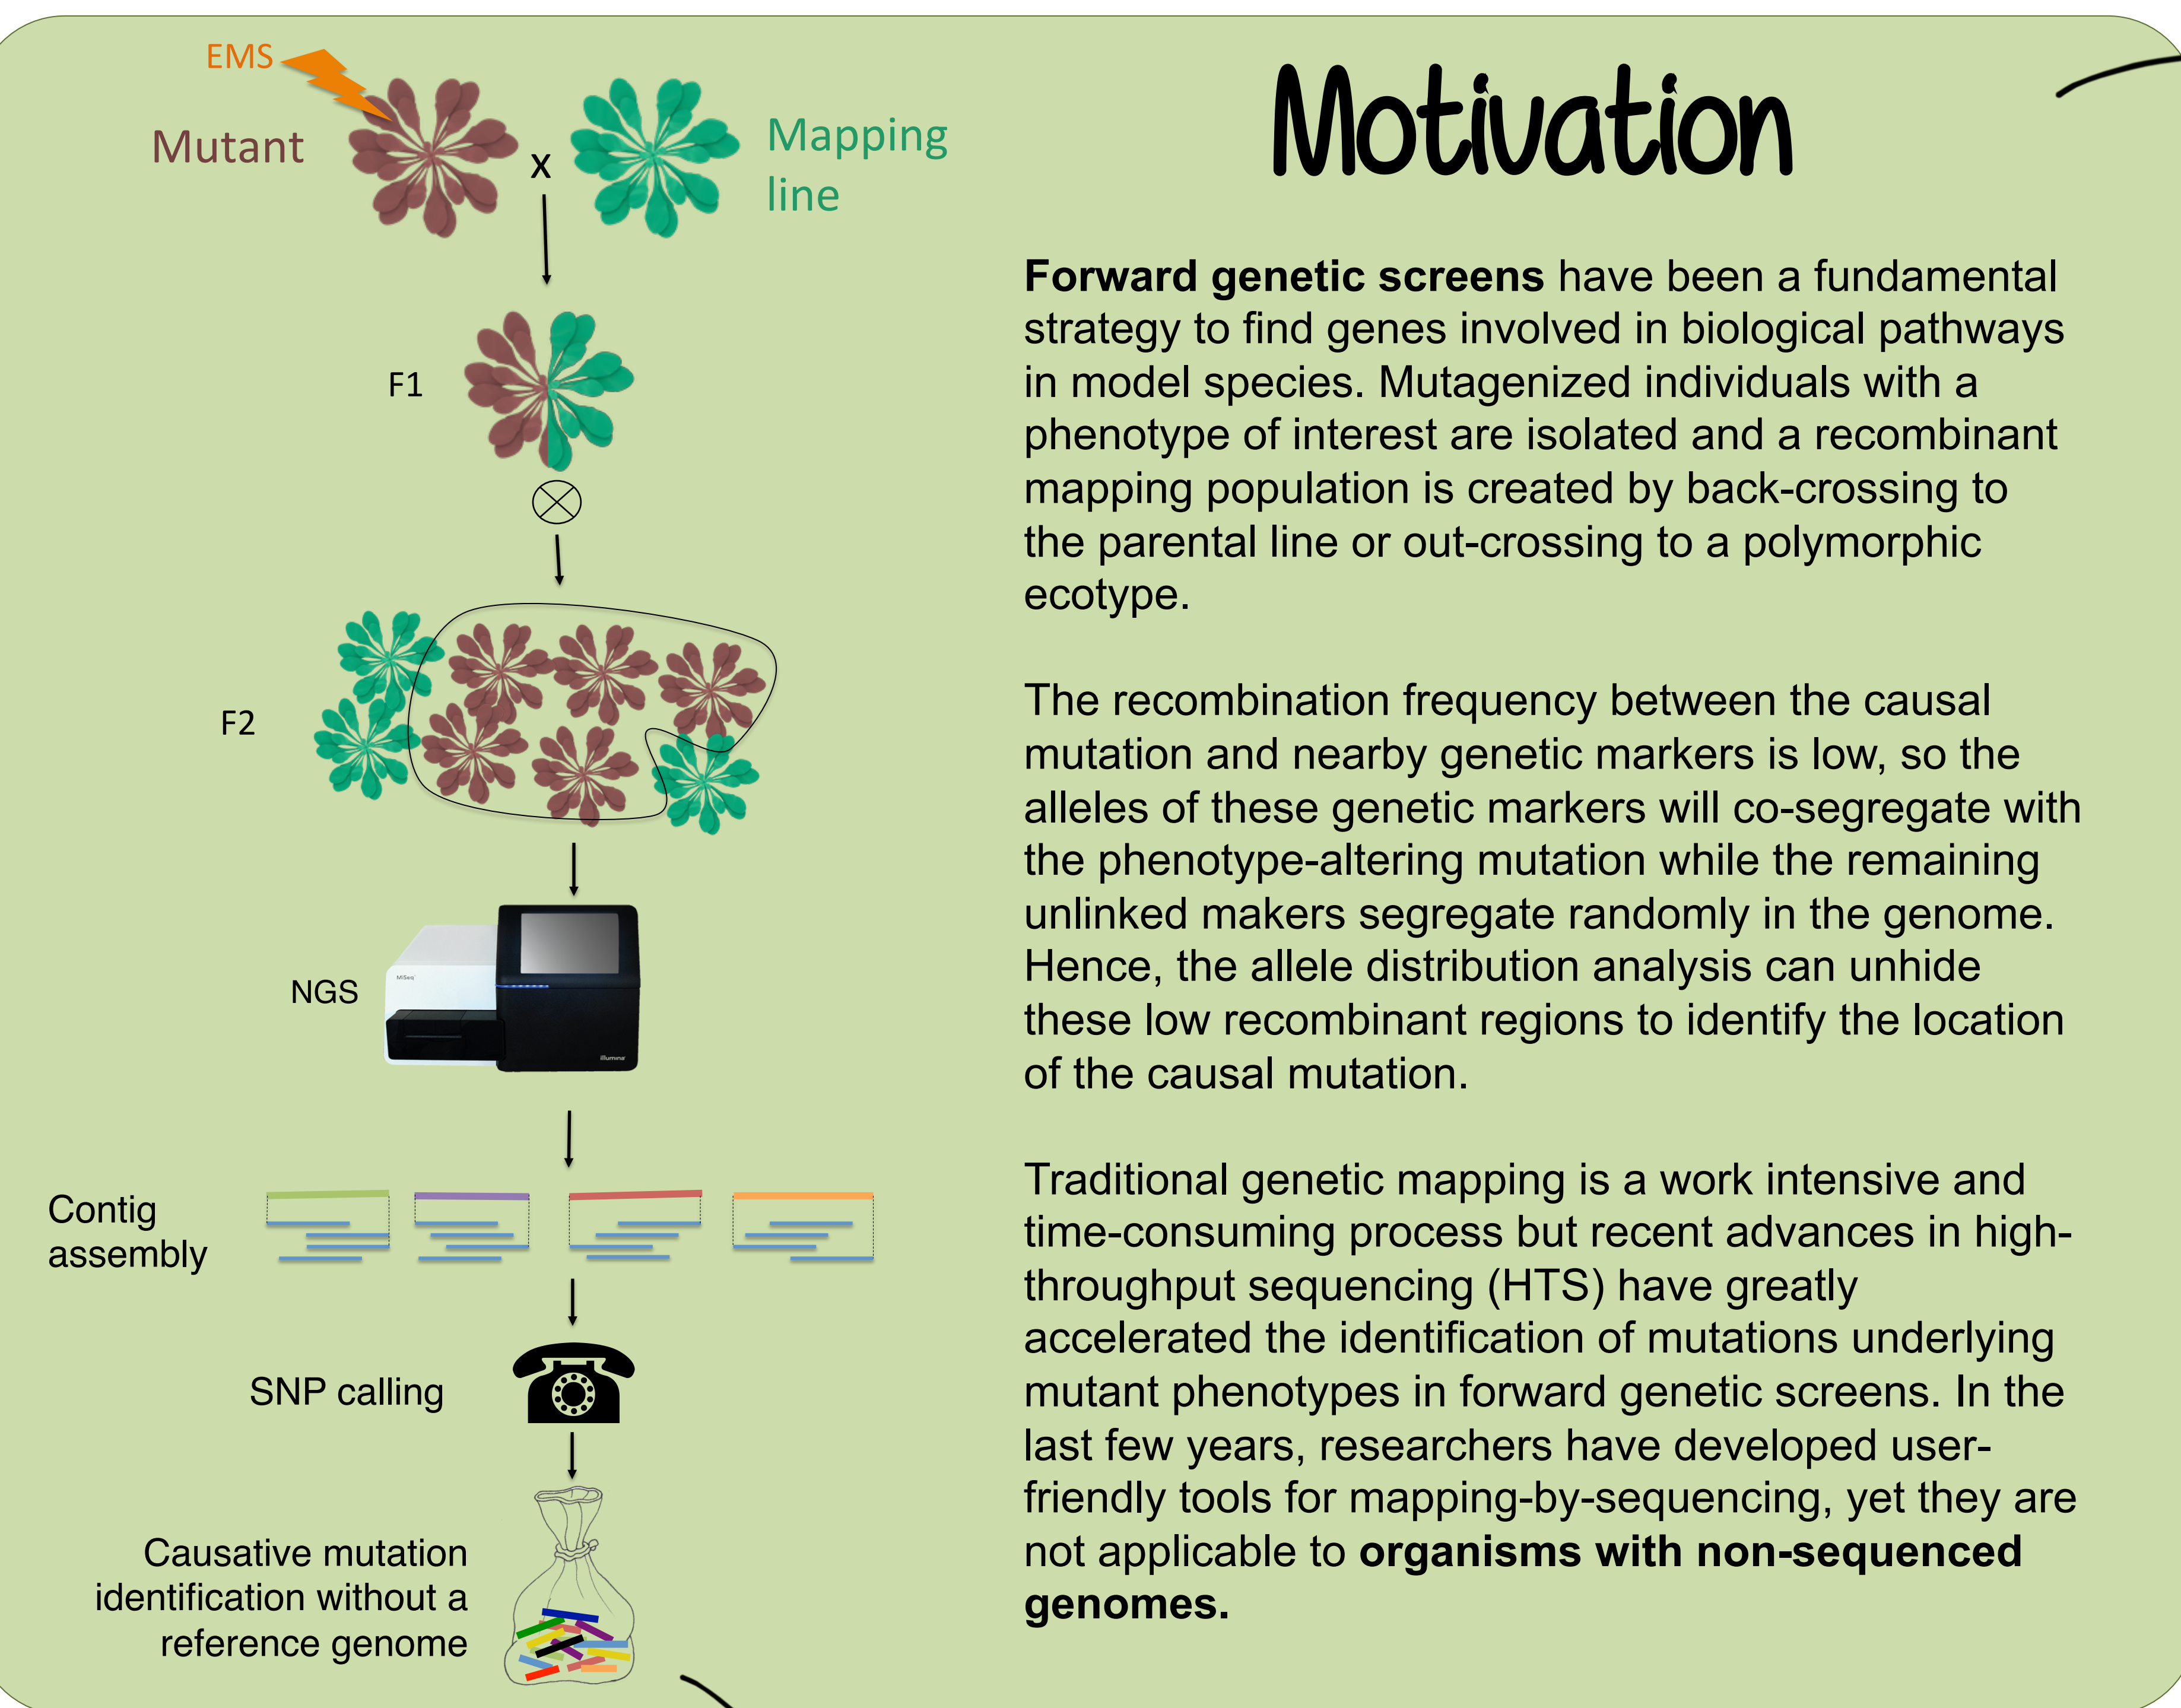 EMS
Mutant
x
Mapping
line
F1
F2
NGS
MiSeq
illumina
Contig
assembly
SNP calling
Causative mutation
identification without a
reference genome
Motivation
Forward genetic screens have been a fundamental
strategy to find genes involved in biological pathways
in model species. Mutagenized individuals with a
phenotype of interest are isolated and a recombinant
mapping population is created by back-crossing to
the parental line or out-crossing to a polymorphic
ecotype.
The recombination frequency between the causal
mutation and nearby genetic markers is low, so the
alleles of these genetic markers will co-segregate with
the phenotype-altering mutation while the remaining
unlinked makers segregate randomly in the genome.
Hence, the allele distribution analysis can unhide
these low recombinant regions to identify the location
of the causal mutation.
Traditional genetic mapping is a work intensive and
time-consuming process but recent advances in high-
throughput sequencing (HTS) have greatly
accelerated the identification of mutations underlying
mutant phenotypes in forward genetic screens. In the
last few years, researchers have developed user-
friendly tools for mapping-by-sequencing, yet they are
not applicable to organisms with non-sequenced
genomes.